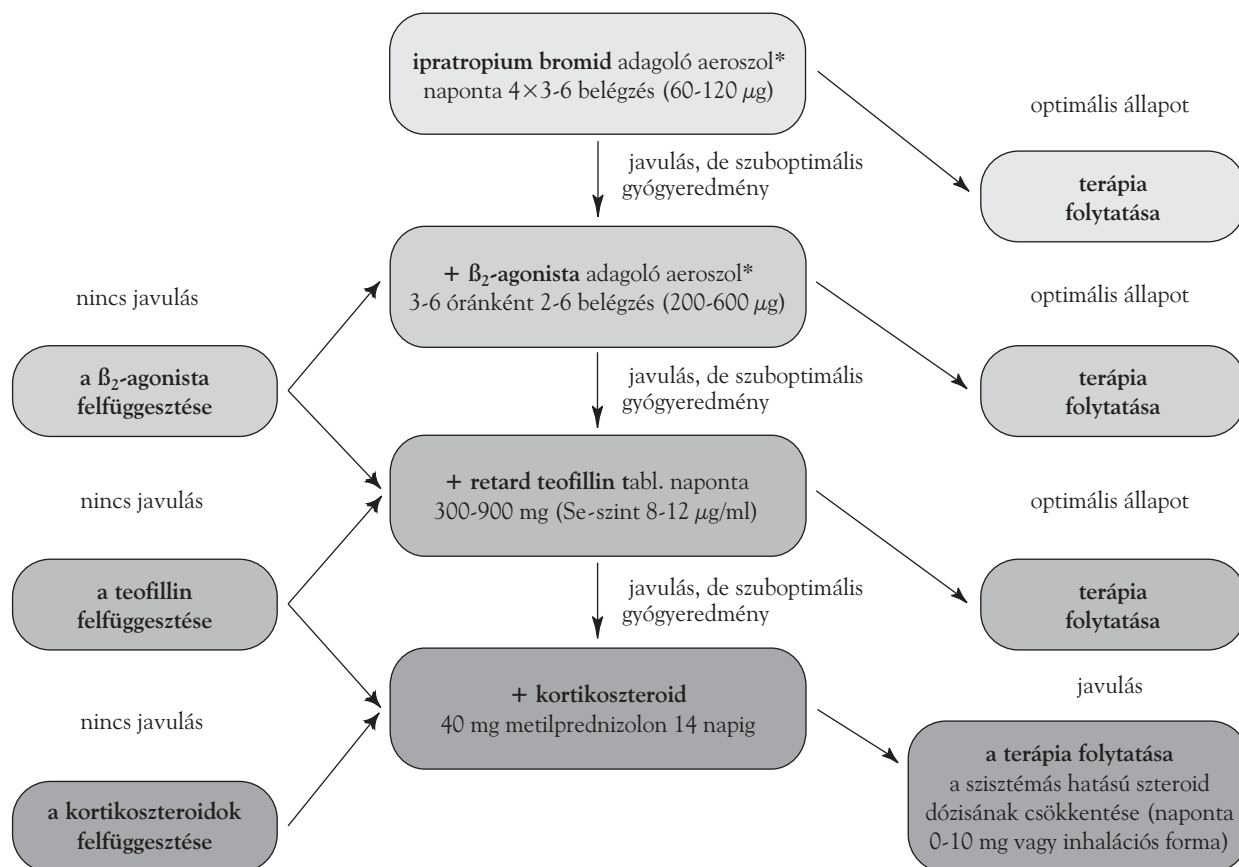 ipratropium bromid adagoló aeroszol*
naponta 4×3-6 belégzés (60-120 µg)
optimális állapot
javulás, de szuboptimális
gyógyeredmény
terápia
folytatása
nincs javulás
+ ß₂-agonista adagoló aeroszol*
3-6 óránként 2-6 belégzés (200-600 µg)
optimális állapot
a ß₂-agonista
felfüggesztése
javulás, de szuboptimális
gyógyeredmény
terápia
folytatása
nincs javulás
+ retard teofillin tabl. naponta
300-900 mg (Se-szint 8-12 µg/ml)
optimális állapot
a teofillin
felfüggesztése
javulás, de szuboptimális
gyógyeredmény
terápia
folytatása
nincs javulás
+ kortikoszteroid
40 mg metilprednizolon 14 napig
javulás
a kortikoszteroidok
felfüggesztése
a terápia folytatása
a szisztémás hatású szteroid
dózisának csökkentése (naponta
0-10 mg vagy inhalációs forma)